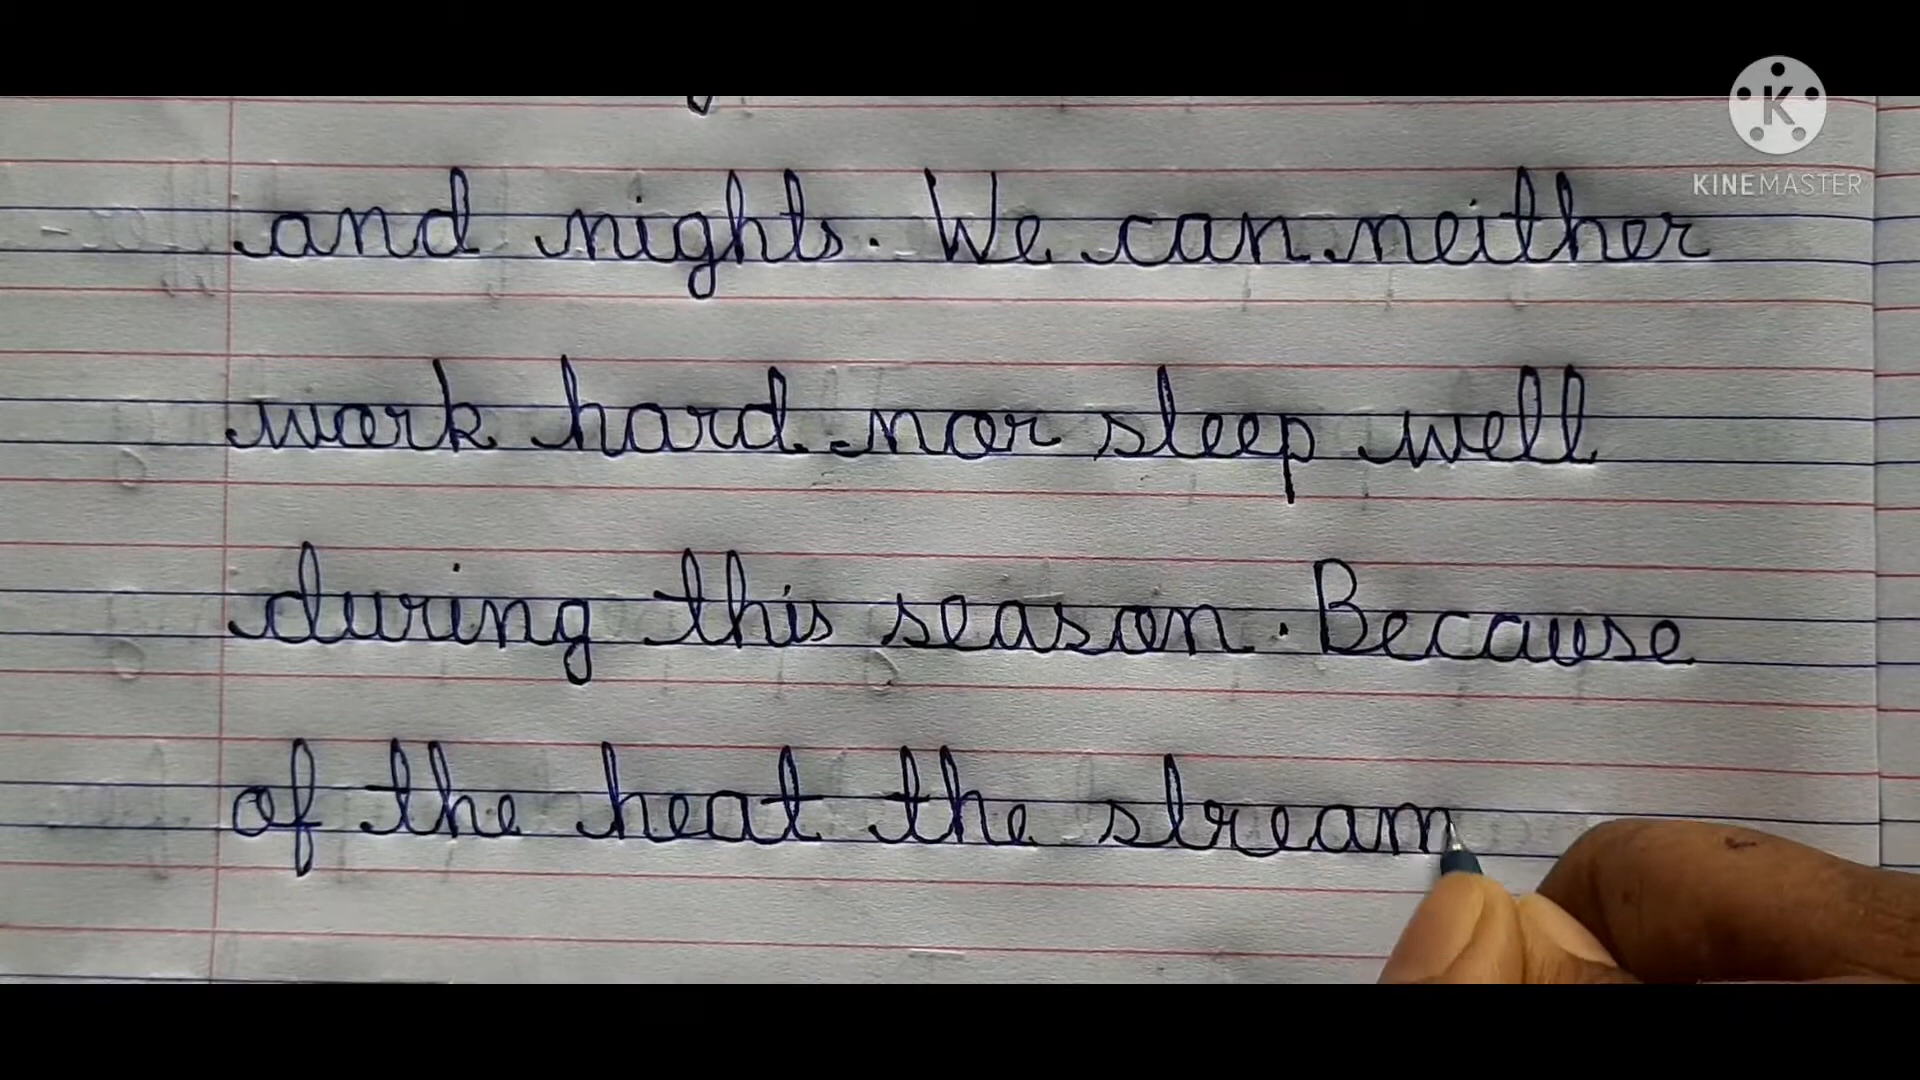 KINEMASTER
and nights. We can neither
work hard nor sleep well
during this season. Because
of the heat the stream